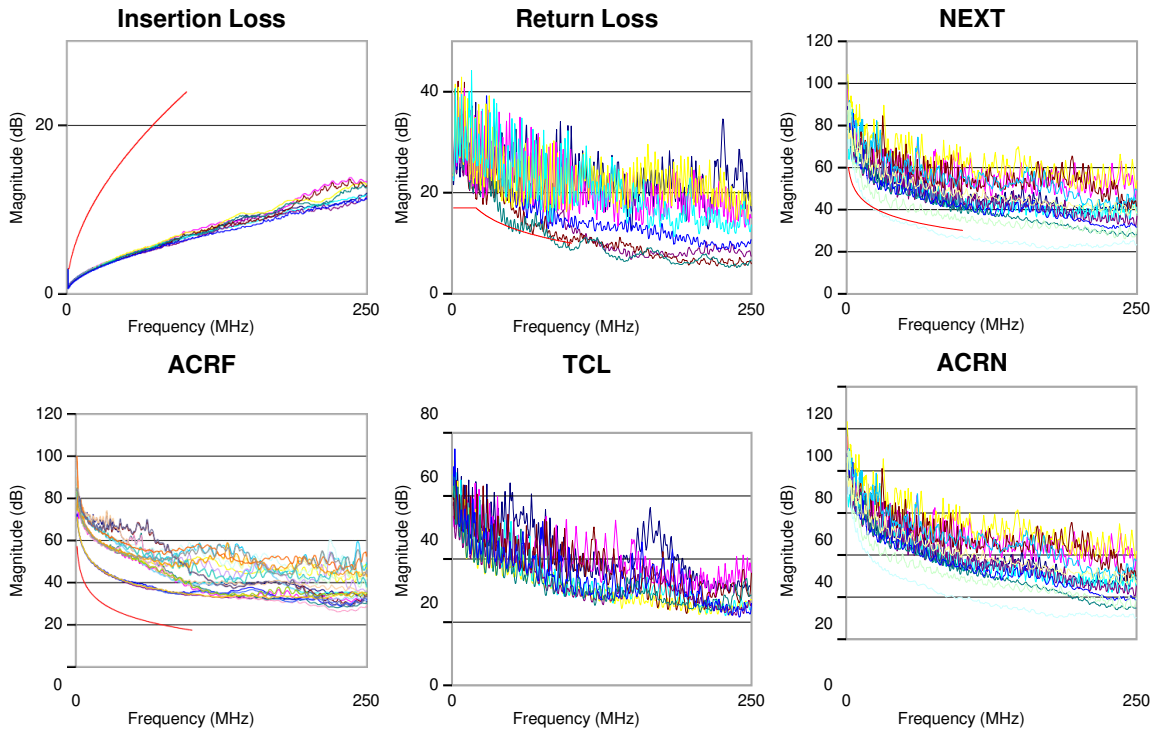 Insertion Loss
Return Loss
NEXT
Magnitude (dB)
20
0
0
250
Frequency (MHz)
Magnitude (dB)
40
20
0
0
250
Frequency (MHz)
Magnitude (dB)
120
100
80
60
40
20
0
0
250
Frequency (MHz)
ACRF
TCL
ACRN
Magnitude (dB)
120
100
80
60
40
20
0
0
250
Frequency (MHz)
Magnitude (dB)
80
60
40
20
0
0
250
Frequency (MHz)
Magnitude (dB)
120
100
80
60
40
20
0
0
250
Frequency (MHz)